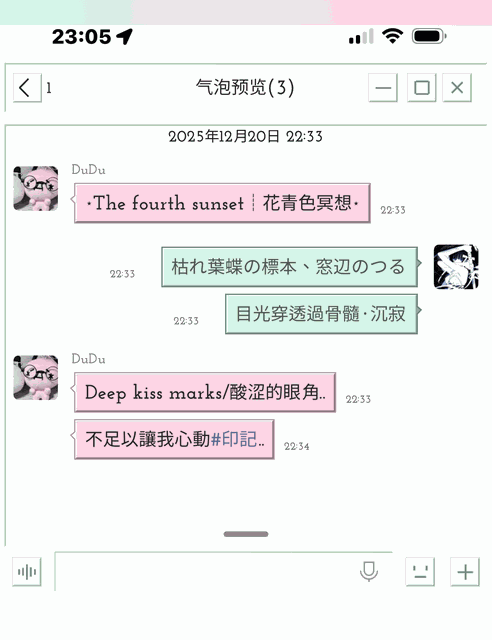 23:05
1
气泡预览(3)
2025年12月20日 22:33
DuDu
·The fourth sunset┆花青色冥想·
22:33
22:33
枯れ葉蝶の標本、窓辺のつる
22:33
目光穿透過骨髓·沉寂
DuDu
Deep kiss marks/酸涩的眼角..
22:33
不足以讓我心動#印記..
22:34